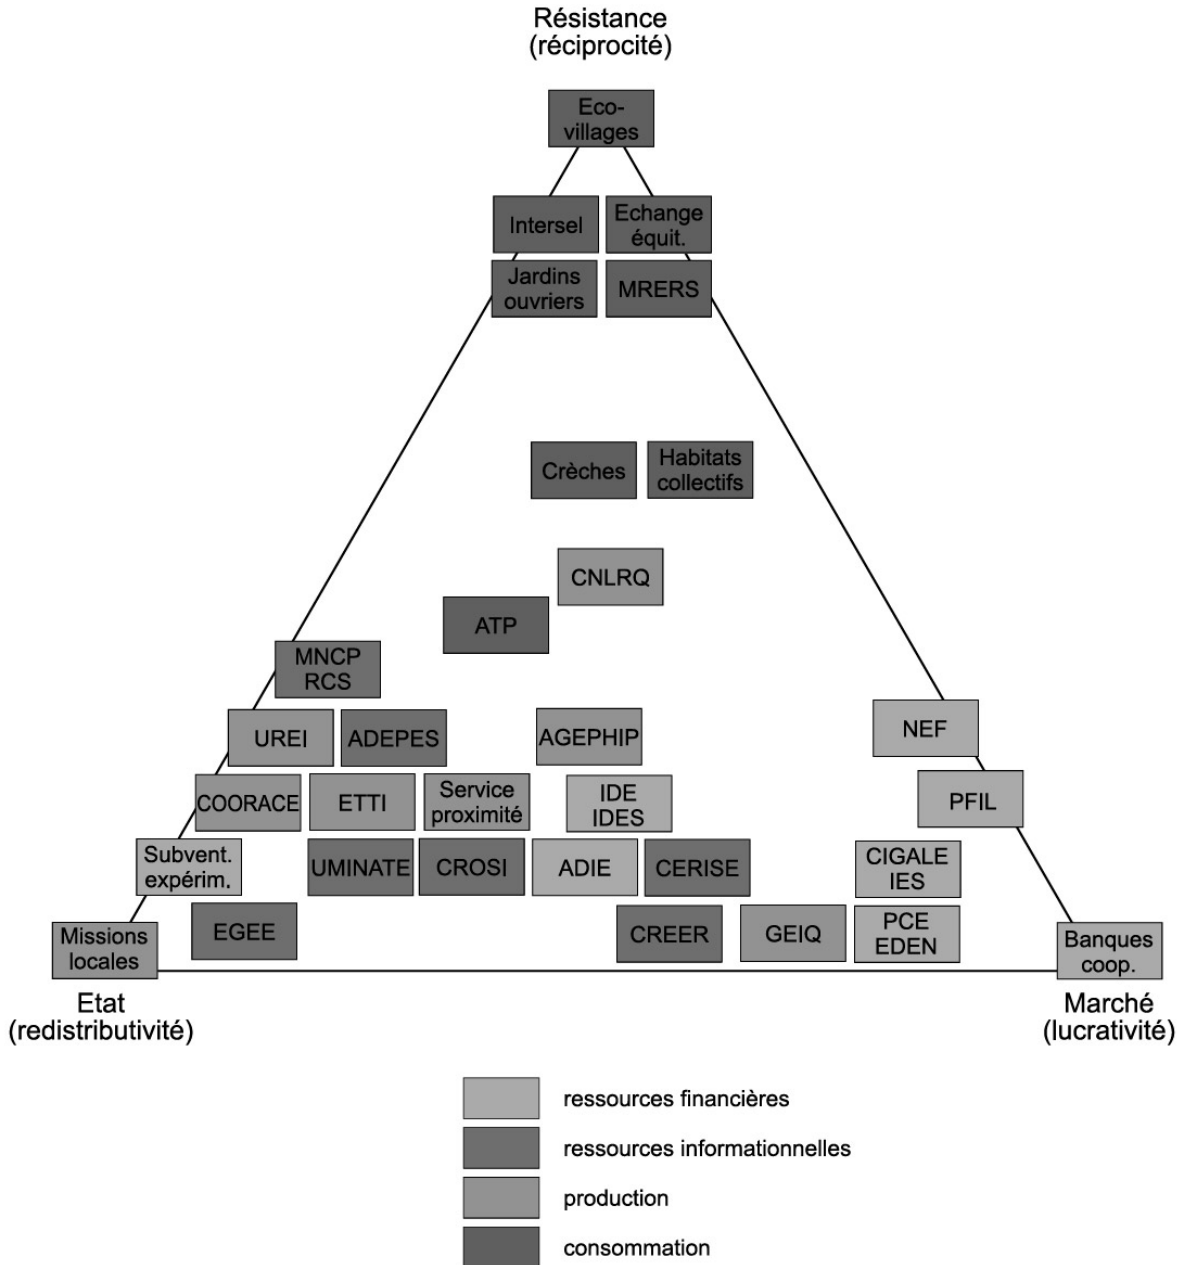 Résistance
(réciprocité)
Eco-
villages
Intersel
Echange
équit.
Jardins
ouvriers
MRERS
Crèches
Habitats
collectifs
CNLRQ
ATP
MNCP
RCS
UREI
ADEPES
AGEPHIP
NEF
COORACE
ETTI
Service
proximité
IDE
IDES
PFIL
Subvent.
expérim.
UMINATE
CROSI
ADIE
CERISE
CIGALE
IES
Missions
locales
EGEE
CREER
GEIQ
PCE
EDEN
Banques
coop.
Etat
(redistributivité)
Marché
(lucrativité)
ressources financières
ressources informationnelles
production
consommation